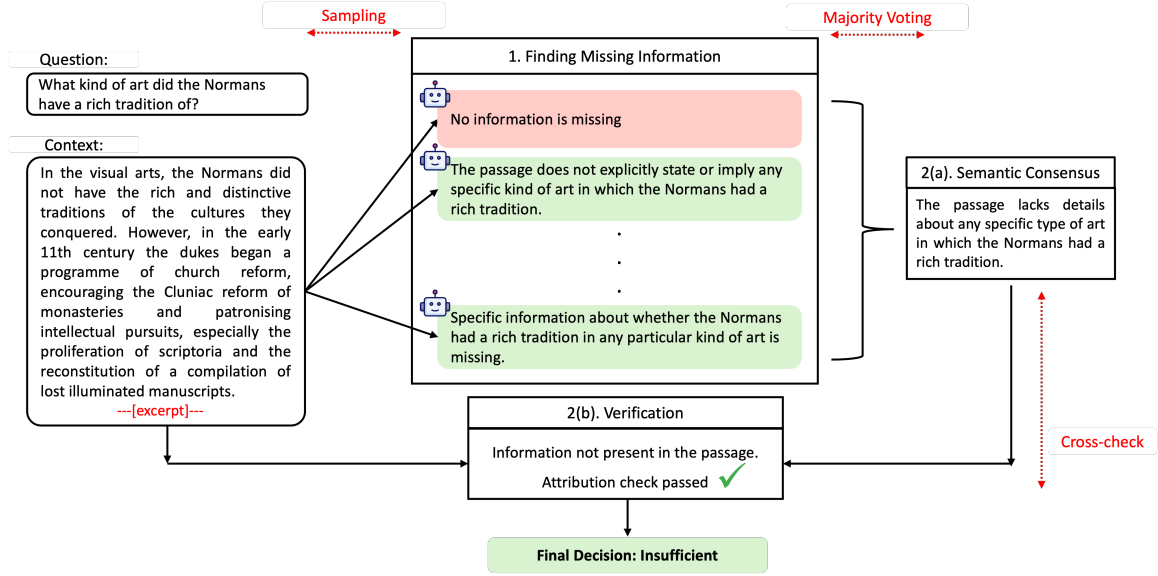 Sampling
Majority Voting
Question:
What kind of art did the Normans
have a rich tradition of?
Context:
In the visual arts, the Normans did
not have the rich and distinctive
traditions of the cultures they
conquered. However, in the early
11th century the dukes began a
programme of church reform,
encouraging the Cluniac reform of
monasteries and patronising
intellectual pursuits, especially the
proliferation of scriptoria and the
reconstitution of a compilation of
lost illuminated manuscripts.
---[excerpt]---
1. Finding Missing Information
No information is missing
The passage does not explicitly state or imply any
specific kind of art in which the Normans had a
rich tradition.
.
.
.
Specific information about whether the Normans
had a rich tradition in any particular kind of art is
missing.
2(a). Semantic Consensus
The passage lacks details
about any specific type of art
in which the Normans had a
rich tradition.
2(b). Verification
Information not present in the passage.
Attribution check passed
Cross-check
Final Decision: Insufficient